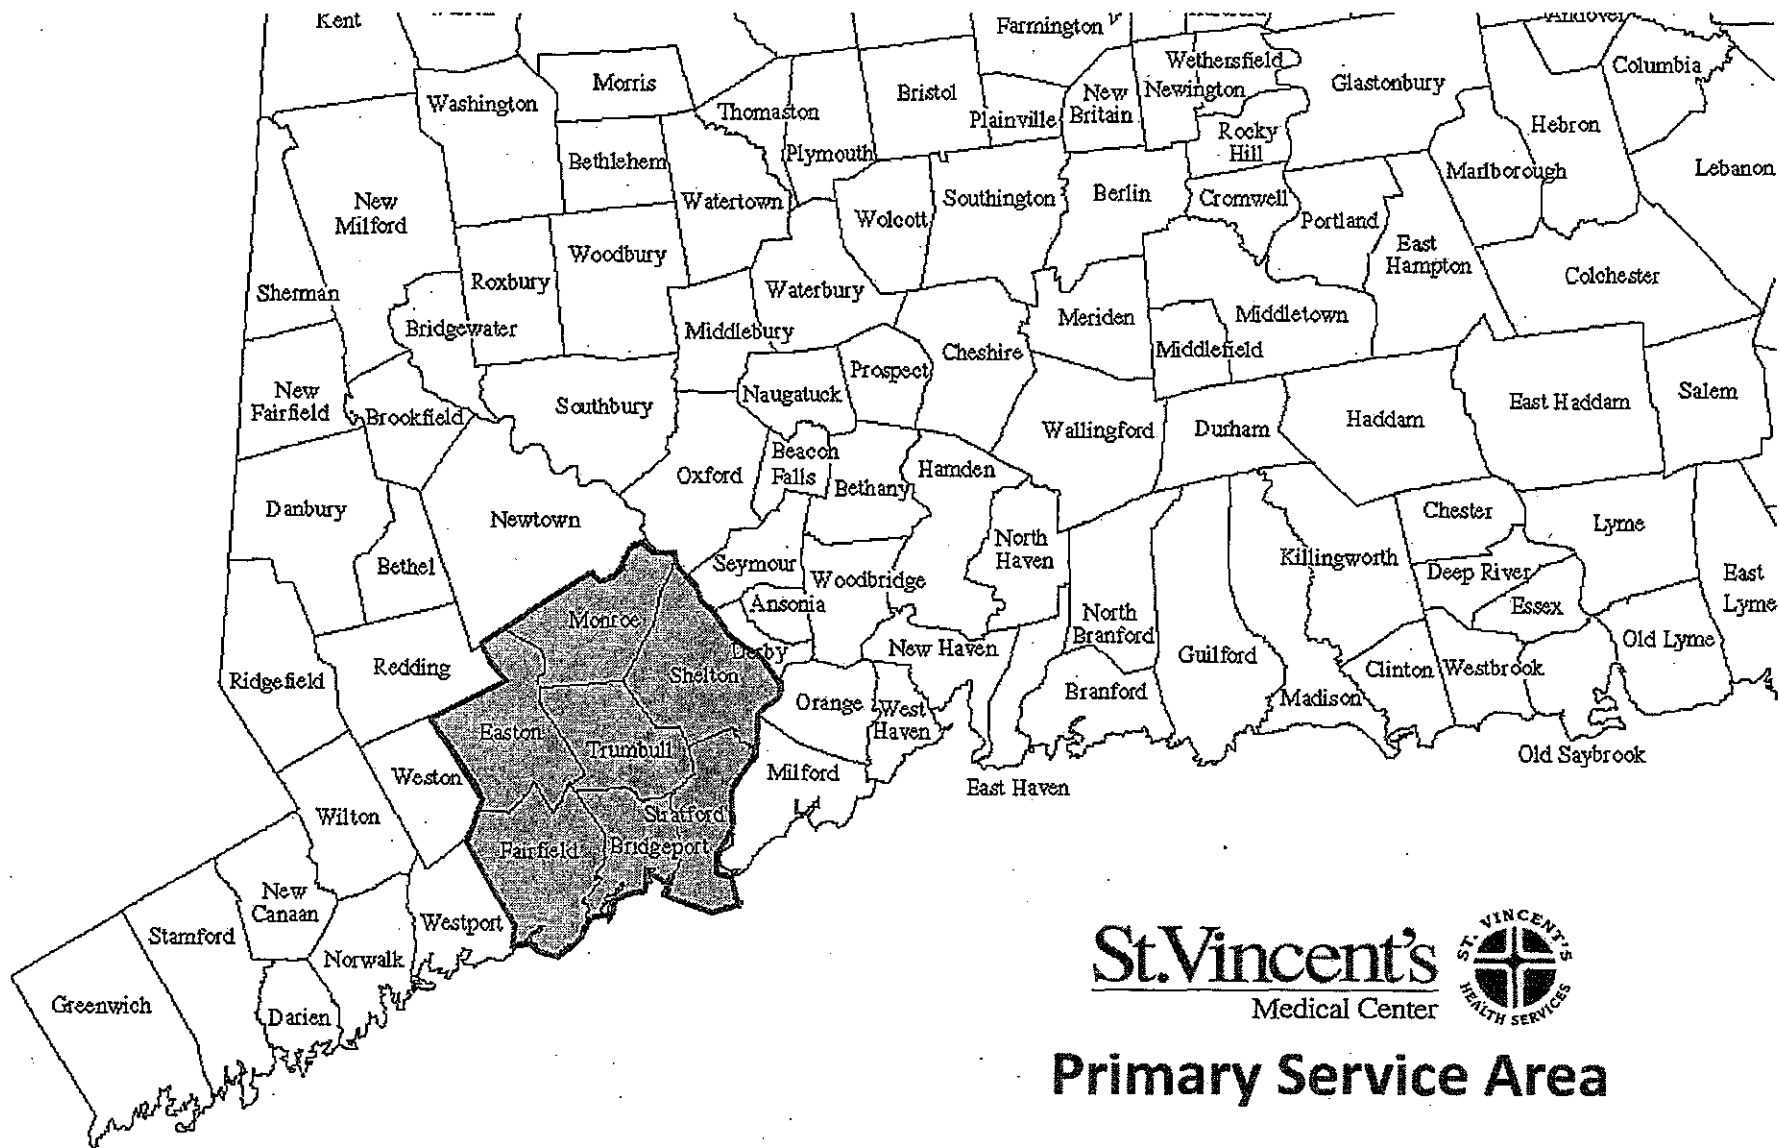 Kent
Farmington
Andover
Morris
Washington
Thomaston
Bristol
Plainville
New
Britain
Wethersfield
Newington
Glastonbury
Columbia
Rocky
Hill
Hebron
Bethlehem
Plymouth
Marlborough
Lebanon
New
Milford
Watertown
Wolcott
Southington
Berlin
Cromwell
Portland
East
Hampton
Woodbury
Roxbury
Sherman
Waterbury
Colchester
Bridgewater
Middlebury
Meriden
Middletown
Cheshire
Middlefield
Prospect
New
Fairfield
Brookfield
Southbury
Naugatuck
Wallingford
Durham
Haddam
East Haddam
Salem
Beacon
Falls
Oxford
Bethany
Hamden
Danbury
Newtown
North
Haven
Chester
Lyme
Killingworth
Bethel
Seymour
Woodbridge
Deep River
East
Lyme
Ansonia
Essex
Monroe
North
Branford
Derby
New Haven
Guilford
Old Lyme
Redding
Ridgefield
Shelton
Clinton
Westbrook
Orange
West
Haven
Branford
Madison
Easton
Trumbull
Old Saybrook
Weston
Milford
East Haven
Wilton
Stratford
Fairfield
Bridgeport
New
Canaan
Westport
Stamford
Norwalk
Greenwich
Darien
St.Vincent's
Medical Center
ST. VINCENT'S
HEALTH SERVICES
Primary Service Area